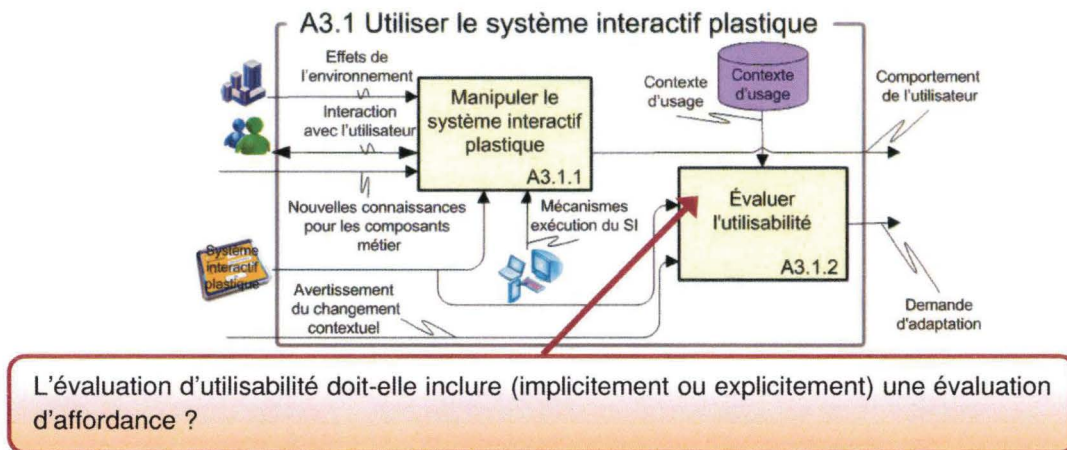 A3.1 Utiliser le système interactif plastique
Effets de
l'environnement
Interaction
avec l'utilisateur
Nouvelles connaissances
pour les composants
métier
Système
interactif
plastique
Avertissement
du changement
contextuel
Manipuler le
système interactif
plastique
A3.1.1
Mécanismes
exécution du SI
Contexte
d'usage
Contexte
d'usage
Évaluer
l'utilisabilité
A3.1.2
Comportement
de l'utilisateur
Demande
d'adaptation
L'évaluation d'utilisabilité doit-elle inclure (implicitement ou explicitement) une évaluation
d'affordance ?